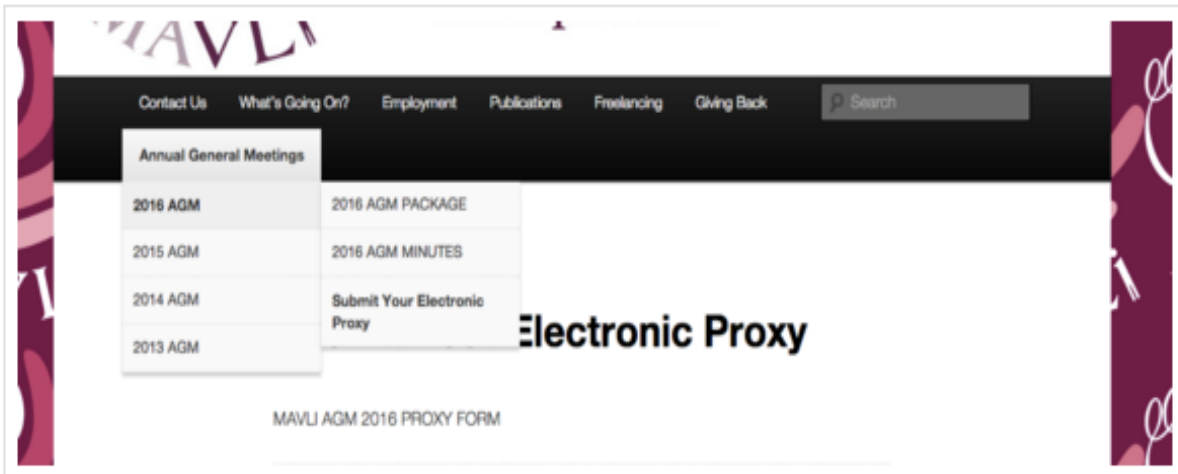 MAVLI
Contact Us What's Going On? Employment Publications Freelancing Giving Back Search
Annual General Meetings
2016 AGM 2016 AGM PACKAGE
2015 AGM 2016 AGM MINUTES
2014 AGM Submit Your Electronic
Proxy
2013 AGM
Electronic Proxy
MAVLI AGM 2016 PROXY FORM